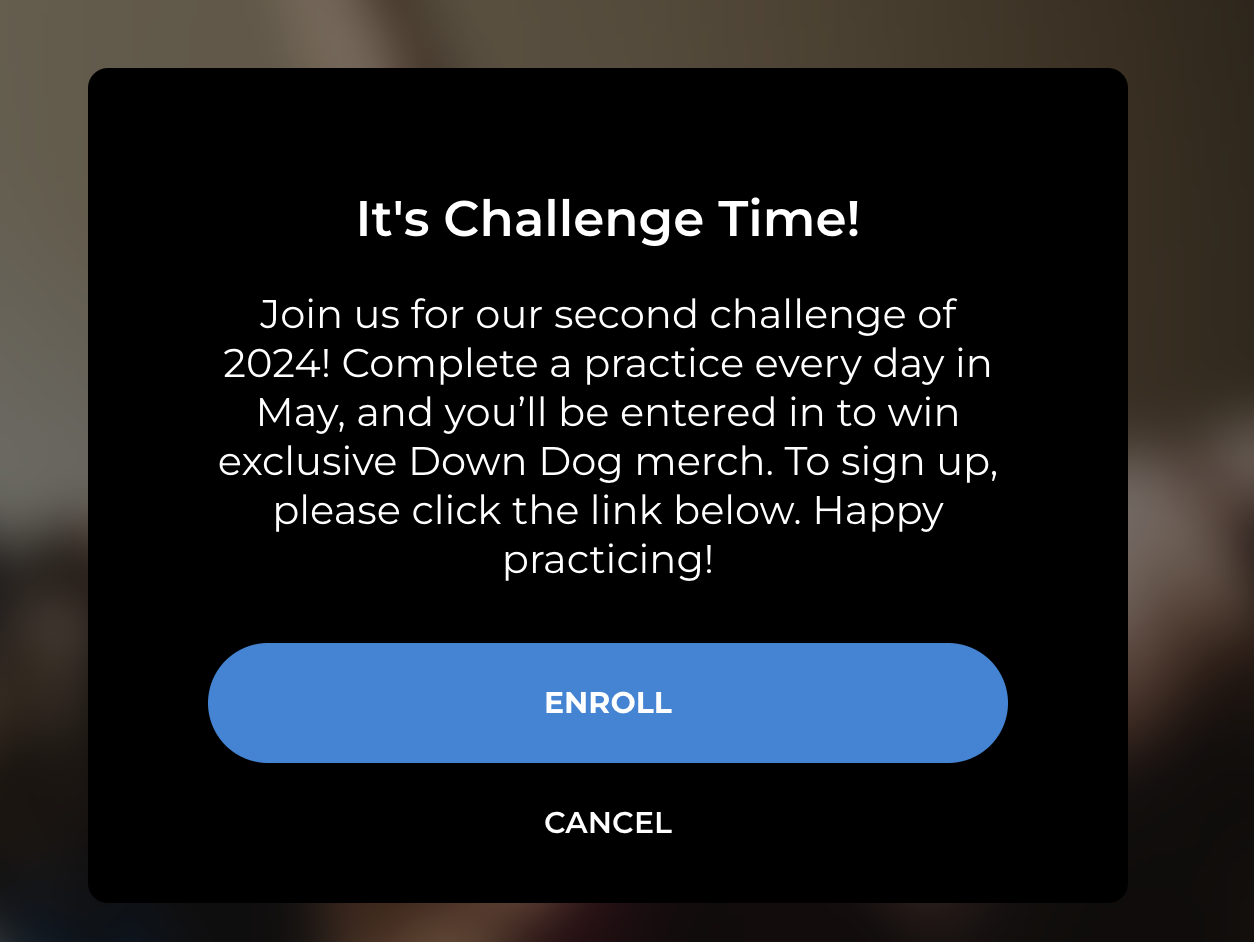 It's Challenge Time!
Join us for our second challenge of
2024! Complete a practice every day in
May, and you’ll be entered in to win
exclusive Down Dog merch. To sign up,
please click the link below. Happy
practicing!
ENROLL
CANCEL